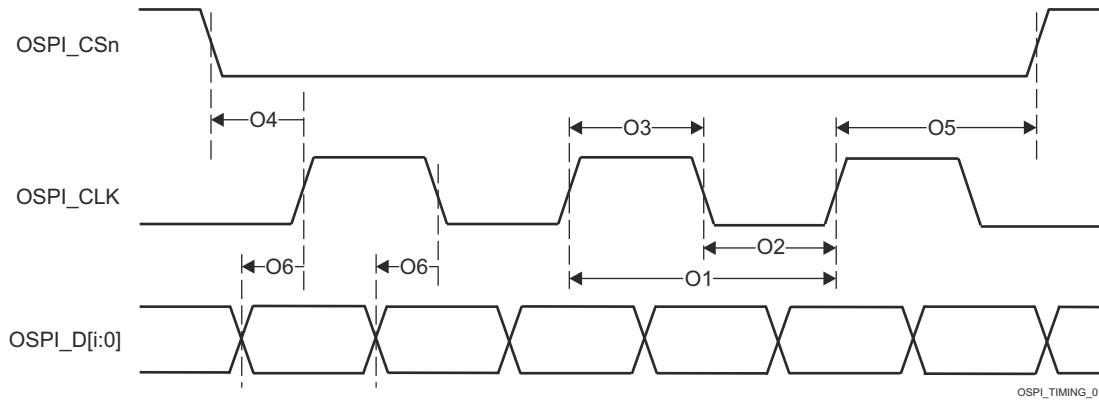 OSPI_CSn
O4
O3
O5
OSPI_CLK
O2
O6
O6
O1
OSPI_D[i:0]
OSPI_TIMING_0